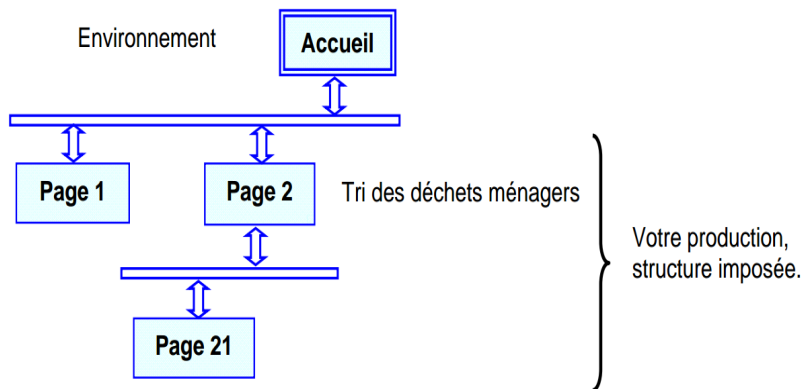 Environnement
Accueil
Page 1
Page 2
Tri des déchets ménagers
Votre production,
structure imposée.
Page 21